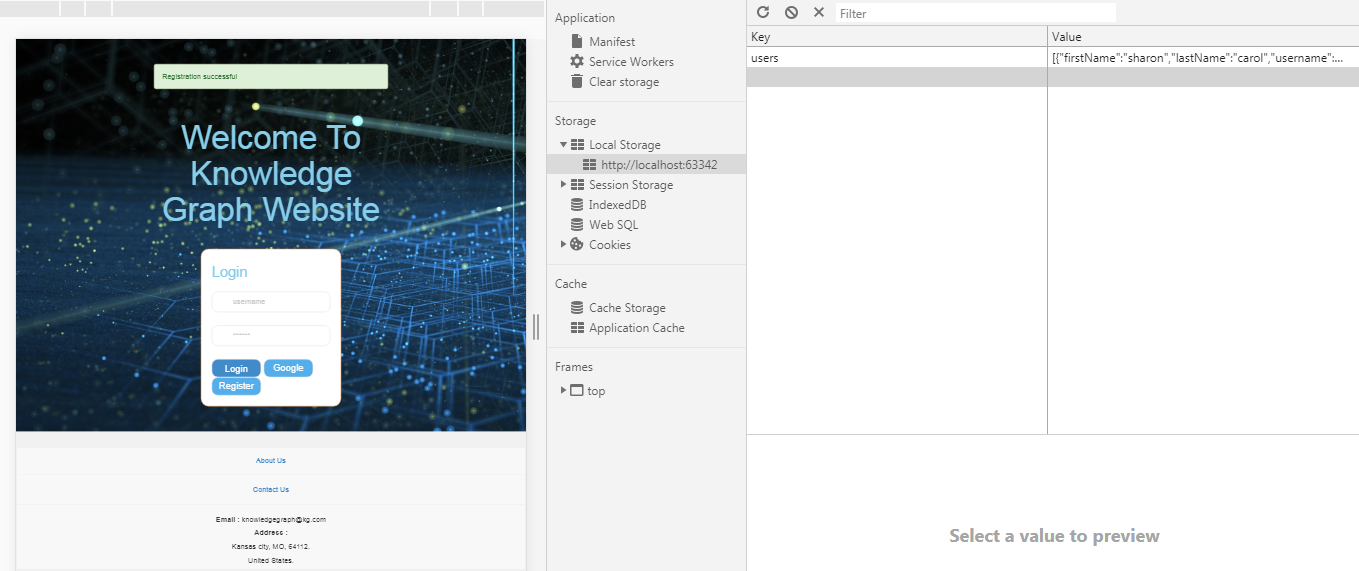 Registration successful
Welcome To
Knowledge
Graph Website
Login
username
Login
Google
Register
About Us
Contact Us
Email : knowledgegraph@kg.com
Address :
Kansas city, MO, 64112.
United States.
Application
Manifest
Service Workers
Clear storage
Storage
Local Storage
http://localhost:63342
Session Storage
IndexedDB
Web SQL
Cookies
Cache
Cache Storage
Application Cache
Frames
top
Filter
Key Value
users [{"firstName":"sharon","lastName":"carol","username":...
Select a value to preview